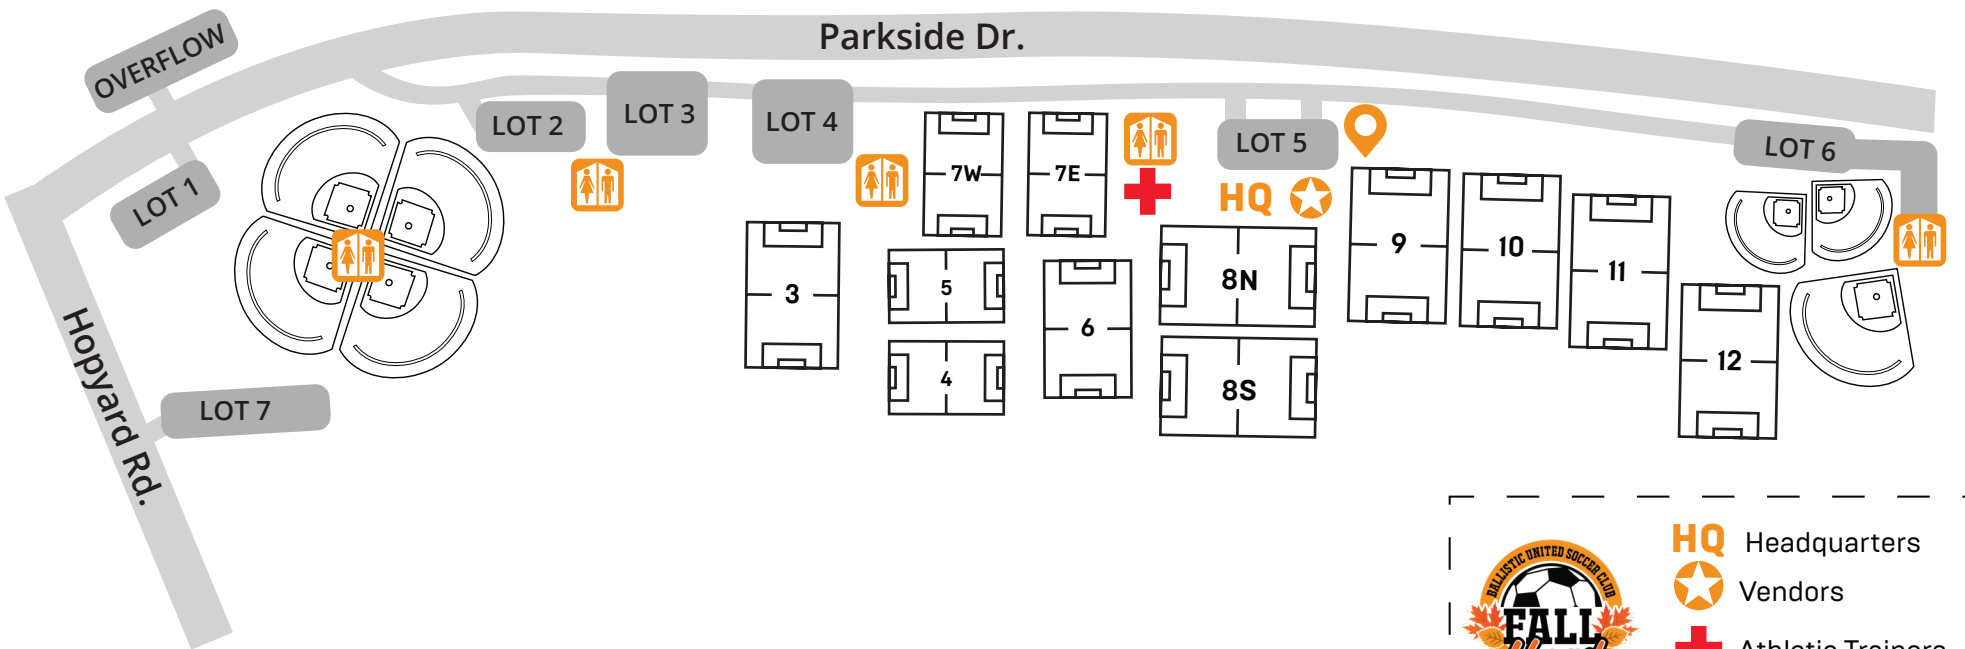 Parkside Dr.
OVERFLOW
LOT 1
LOT 2
LOT 3
LOT 4
LOT 5
LOT 6
LOT 7
Hopyard Rd.
7W
7E
HQ
3
5
4
6
8N
8S
9
10
11
12
BALLISTIC UNITED SOCCER CLUB
FALL
HQ Headquarters
Vendors
Athletic Trainers